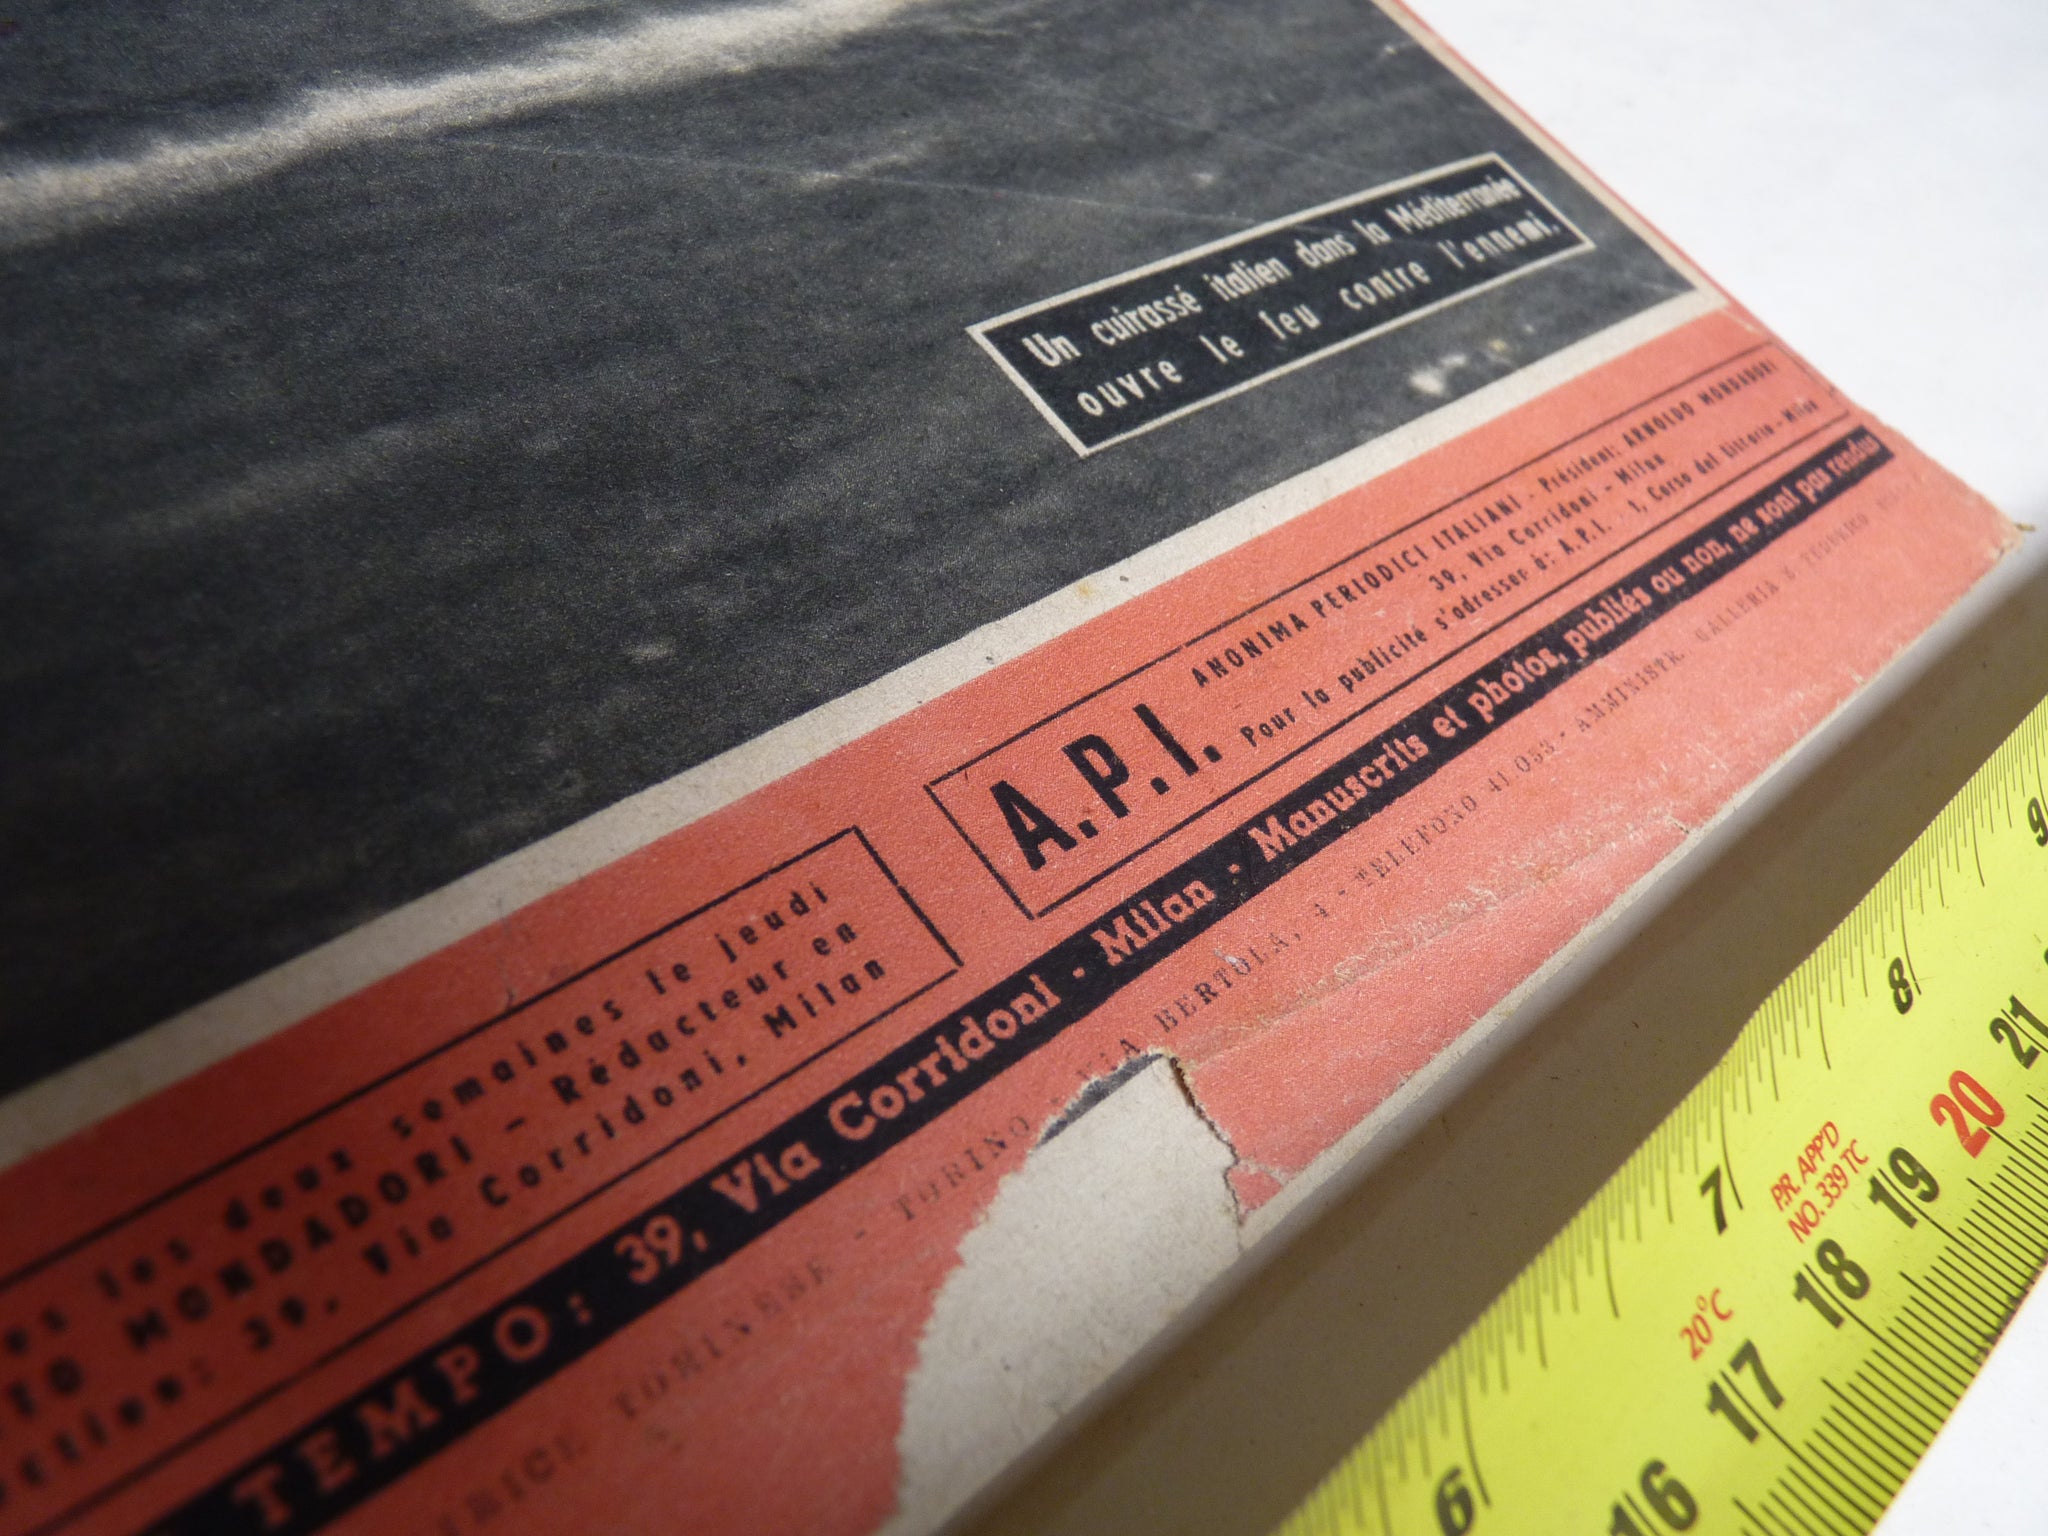 Un cuirassé italien dans la Méditerranée
ouvre le feu contre l'ennemi.
les deux semaines le jeudi
MONDADORI - Rédacteur en
39, Via Corridoni, Milan
A.P.I.
ANONIMA PERIODICI ITALIANI - Président: ARNOLDO MONDADORI
39, Via Corridoni - Milan
Pour la publicité s'adresser à: A.P.I. - 1, Corso del Littorio - Milan
TEMPO: 39, Via Corridoni - Milan - Manuscrits et photos, publiés ou non, ne sont pas rendus
TORINESE - TORINO - VIA BERTOLA, 4 - TELEFONO 41 053 - AMMINISTR. GALLERIA S. FEDERICO
6 7 8 9
16 17 18 19 20 21
20°C
P.R. APP'D
NO. 339 TC